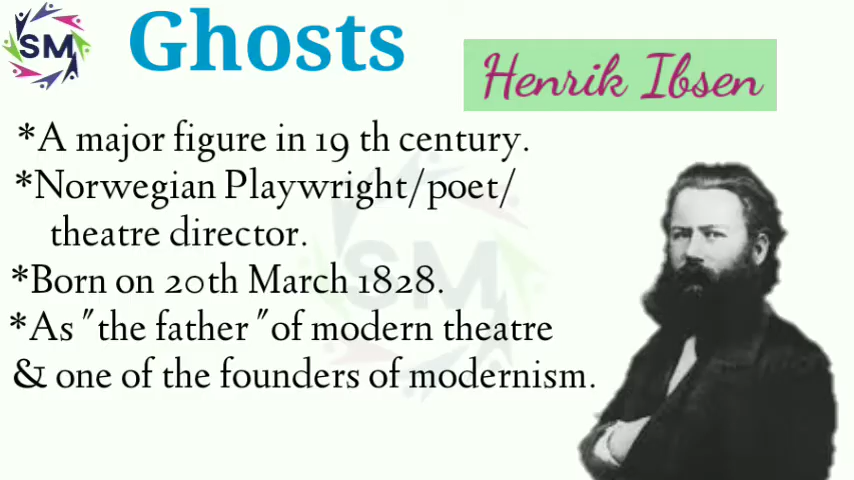 SM
Ghosts
Henrik Ibsen
*A major figure in 19 th century.
*Norwegian Playwright/poet/
theatre director.
*Born on 20th March 1828.
*As "the father "of modern theatre
& one of the founders of modernism.
SM